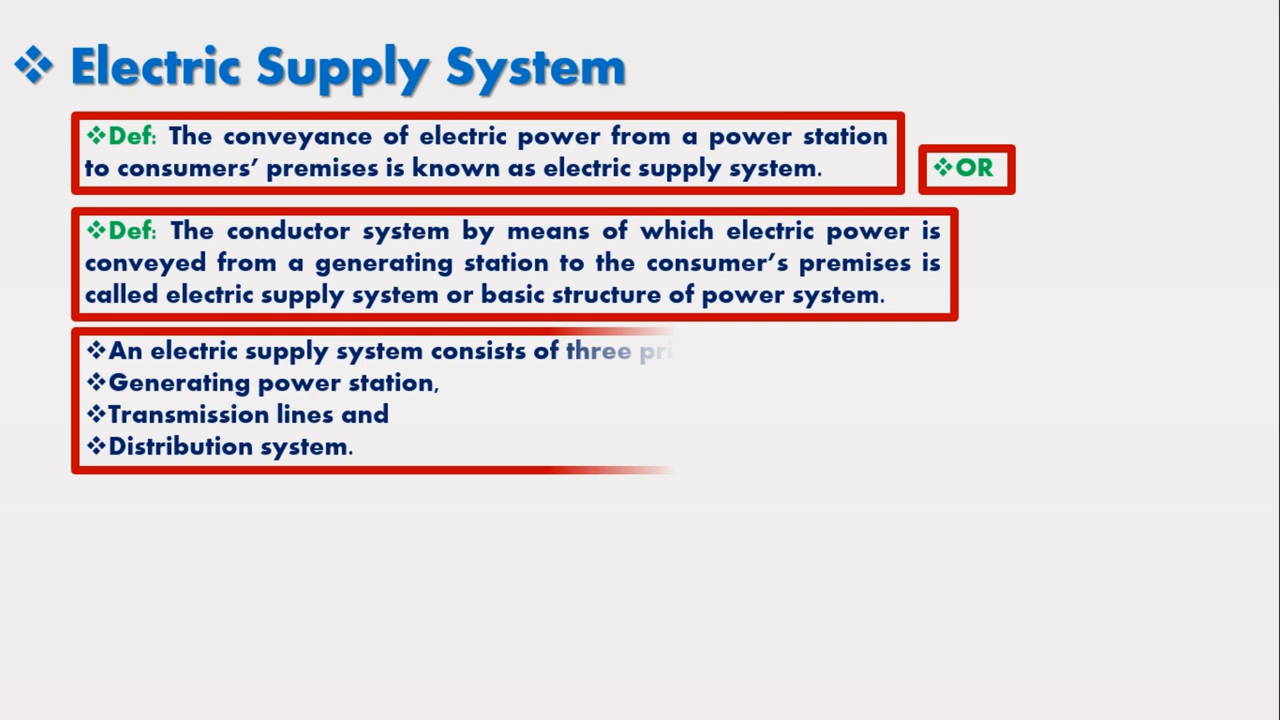 ❖ Electric Supply System
❖Def: The conveyance of electric power from a power station
to consumers’ premises is known as electric supply system.
❖OR
❖Def: The conductor system by means of which electric power is
conveyed from a generating station to the consumer’s premises is
called electric supply system or basic structure of power system.
❖An electric supply system consists of three
❖Generating power station,
❖Transmission lines and
❖Distribution system.